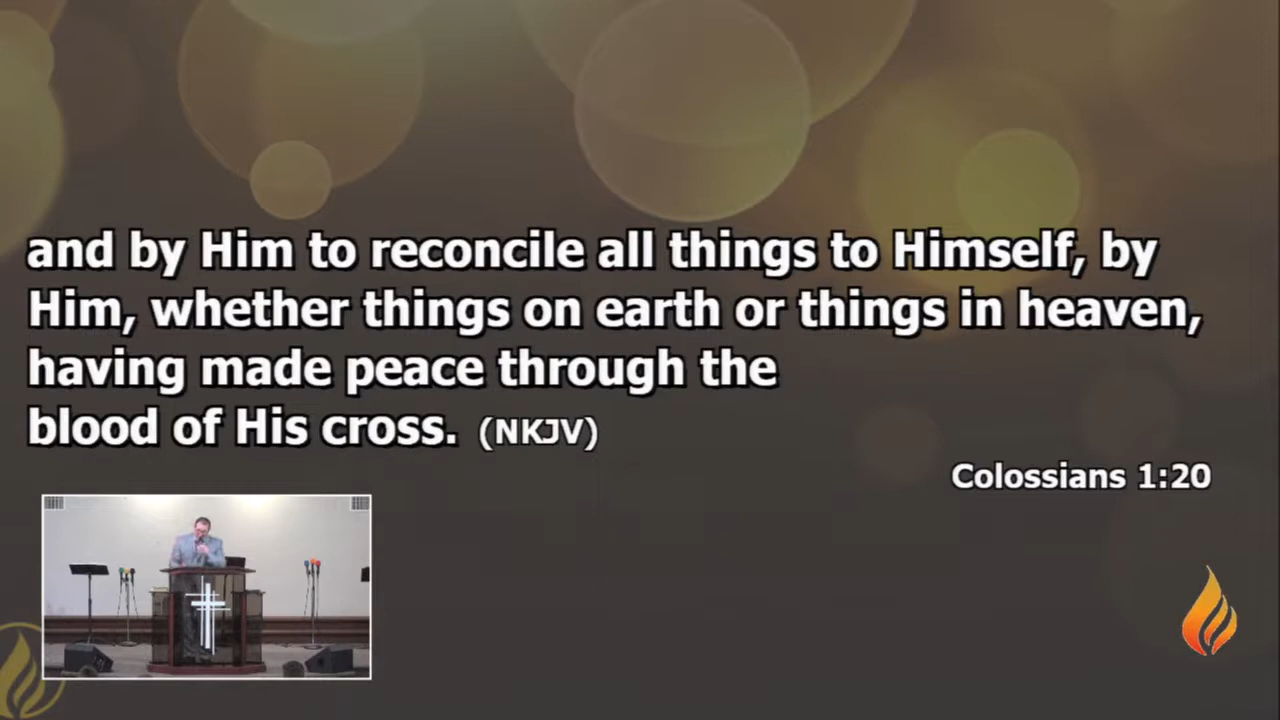 and by Him to reconcile all things to Himself, by
Him, whether things on earth or things in heaven,
having made peace through the
blood of His cross. (NKJV)
Colossians 1:20